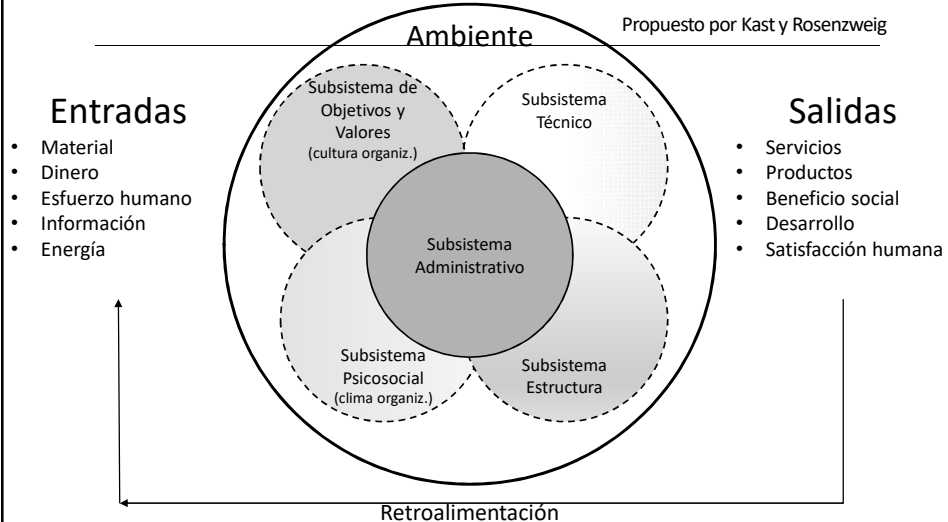 Propuesto por Kast y Rosenzweig
Ambiente
Entradas
• Material
• Dinero
• Esfuerzo humano
• Información
• Energía
Subsistema de
Objetivos y
Valores
(cultura organiz.)
Subsistema
Técnico
Subsistema
Administrativo
Subsistema
Psicosocial
(clima organiz.)
Subsistema
Estructura
Salidas
• Servicios
• Productos
• Beneficio social
• Desarrollo
• Satisfacción humana
Retroalimentación